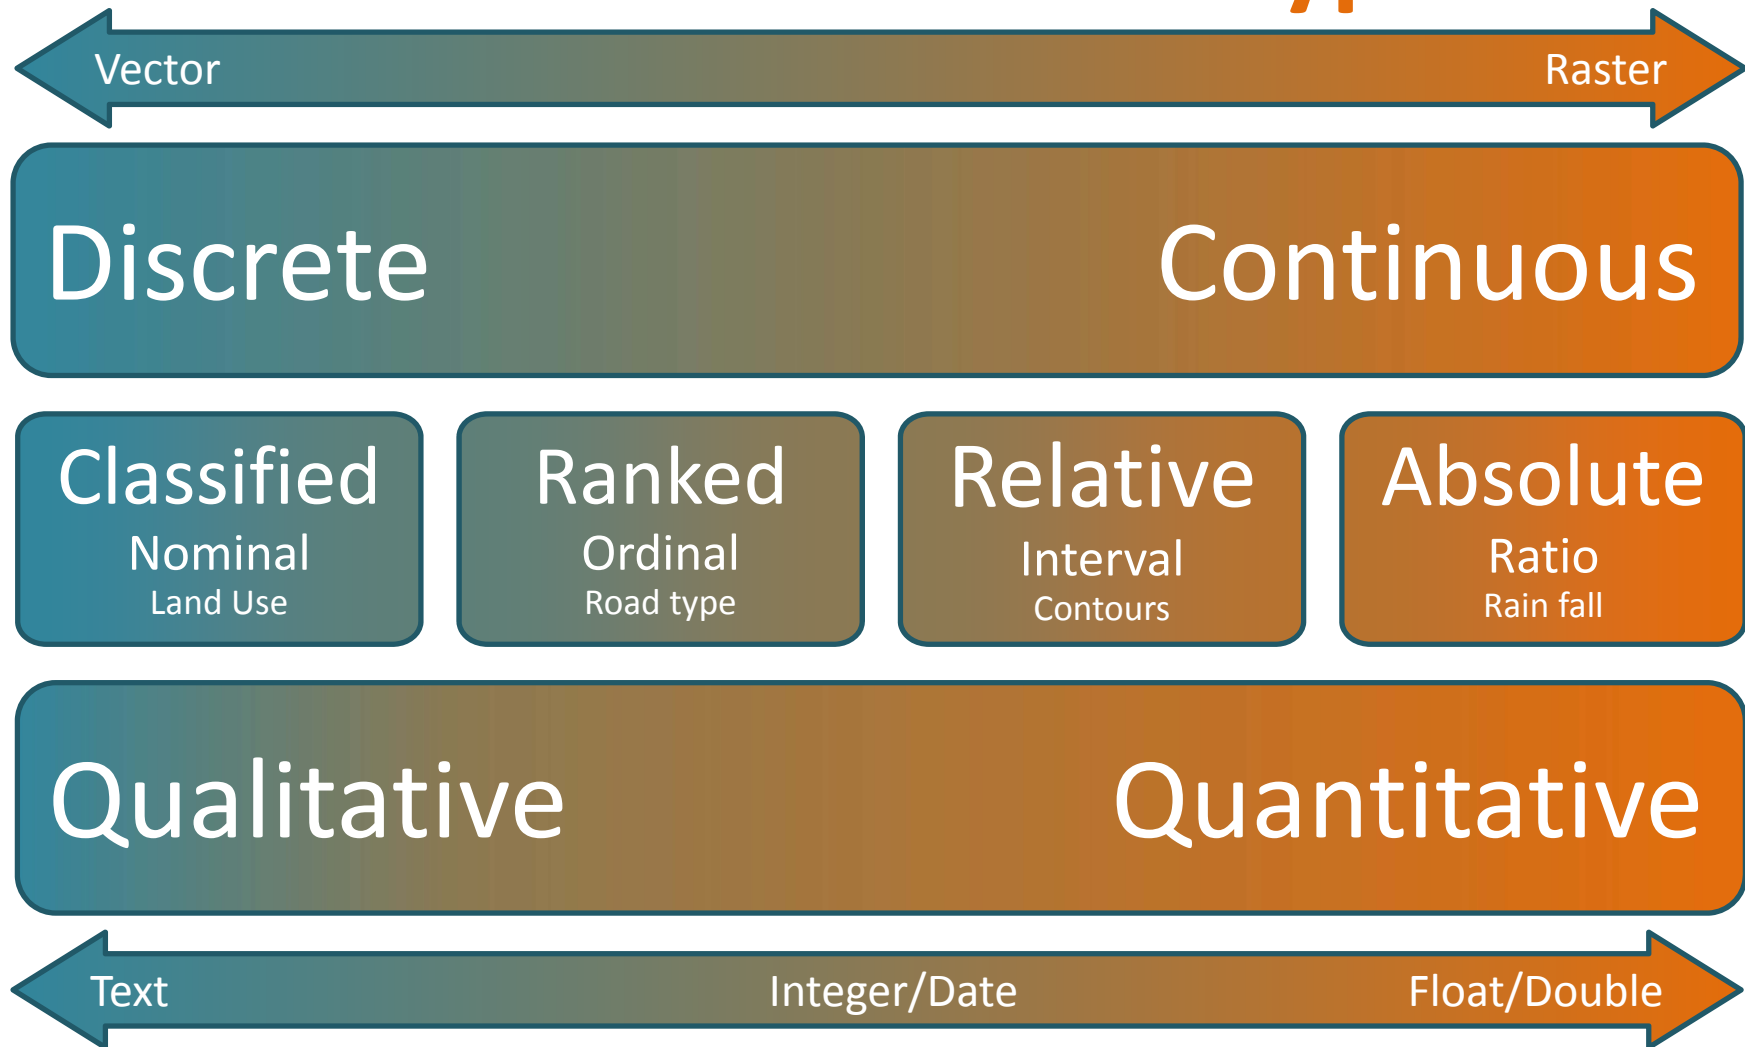 Vector Raster
Discrete Continuous
Classified
Nominal
Land Use
Ranked
Ordinal
Road type
Relative
Interval
Contours
Absolute
Ratio
Rain fall
Qualitative Quantitative
Text Integer/Date Float/Double